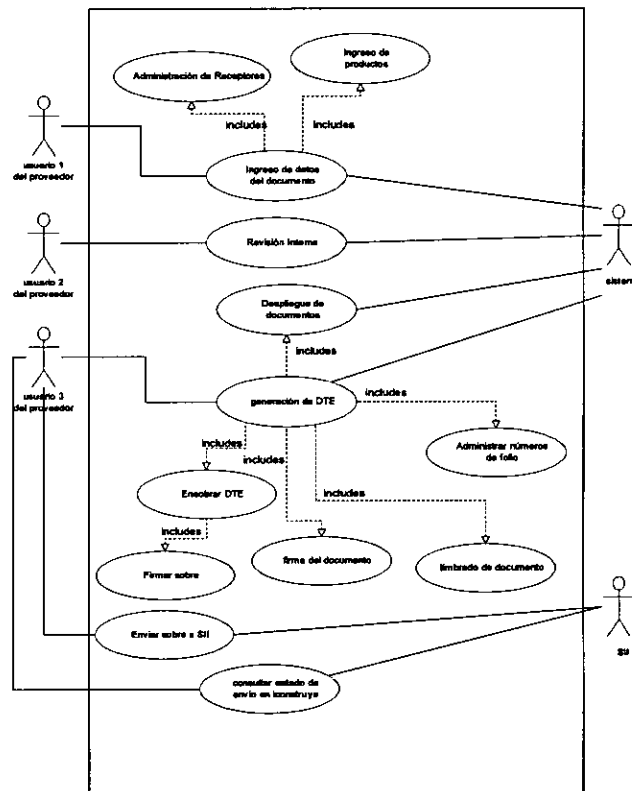 Ingreso de
productos
Administración de Receptores
includes
includes
usuario 1
del proveedor
Ingreso de datos
del documento
Revisión Interna
usuario 2
del proveedor
sistema
Despliegue de
documentos
includes
usuario 3
del proveedor
generación de DTE
includes
includes
includes
Administrar números
de folio
Ensobrar DTE
includes
includes
Firmar sobre
firma del documento
timbrado de documento
Enviar sobre a SII
SII
consultar estado de
envío en iconstruye